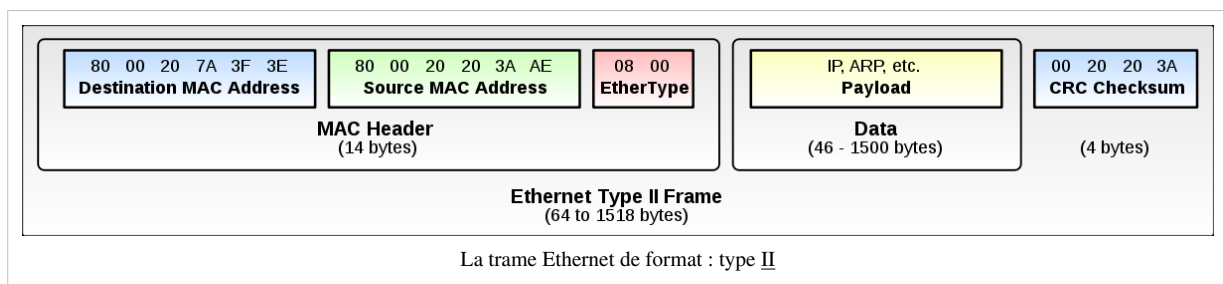 80 00 20 7A 3F 3E
Destination MAC Address
80 00 20 20 3A AE
Source MAC Address
08 00
EtherType
MAC Header
(14 bytes)
IP, ARP, etc.
Payload
Data
(46 - 1500 bytes)
00 20 20 3A
CRC Checksum
(4 bytes)
Ethernet Type II Frame
(64 to 1518 bytes)
La trame Ethernet de format : type II